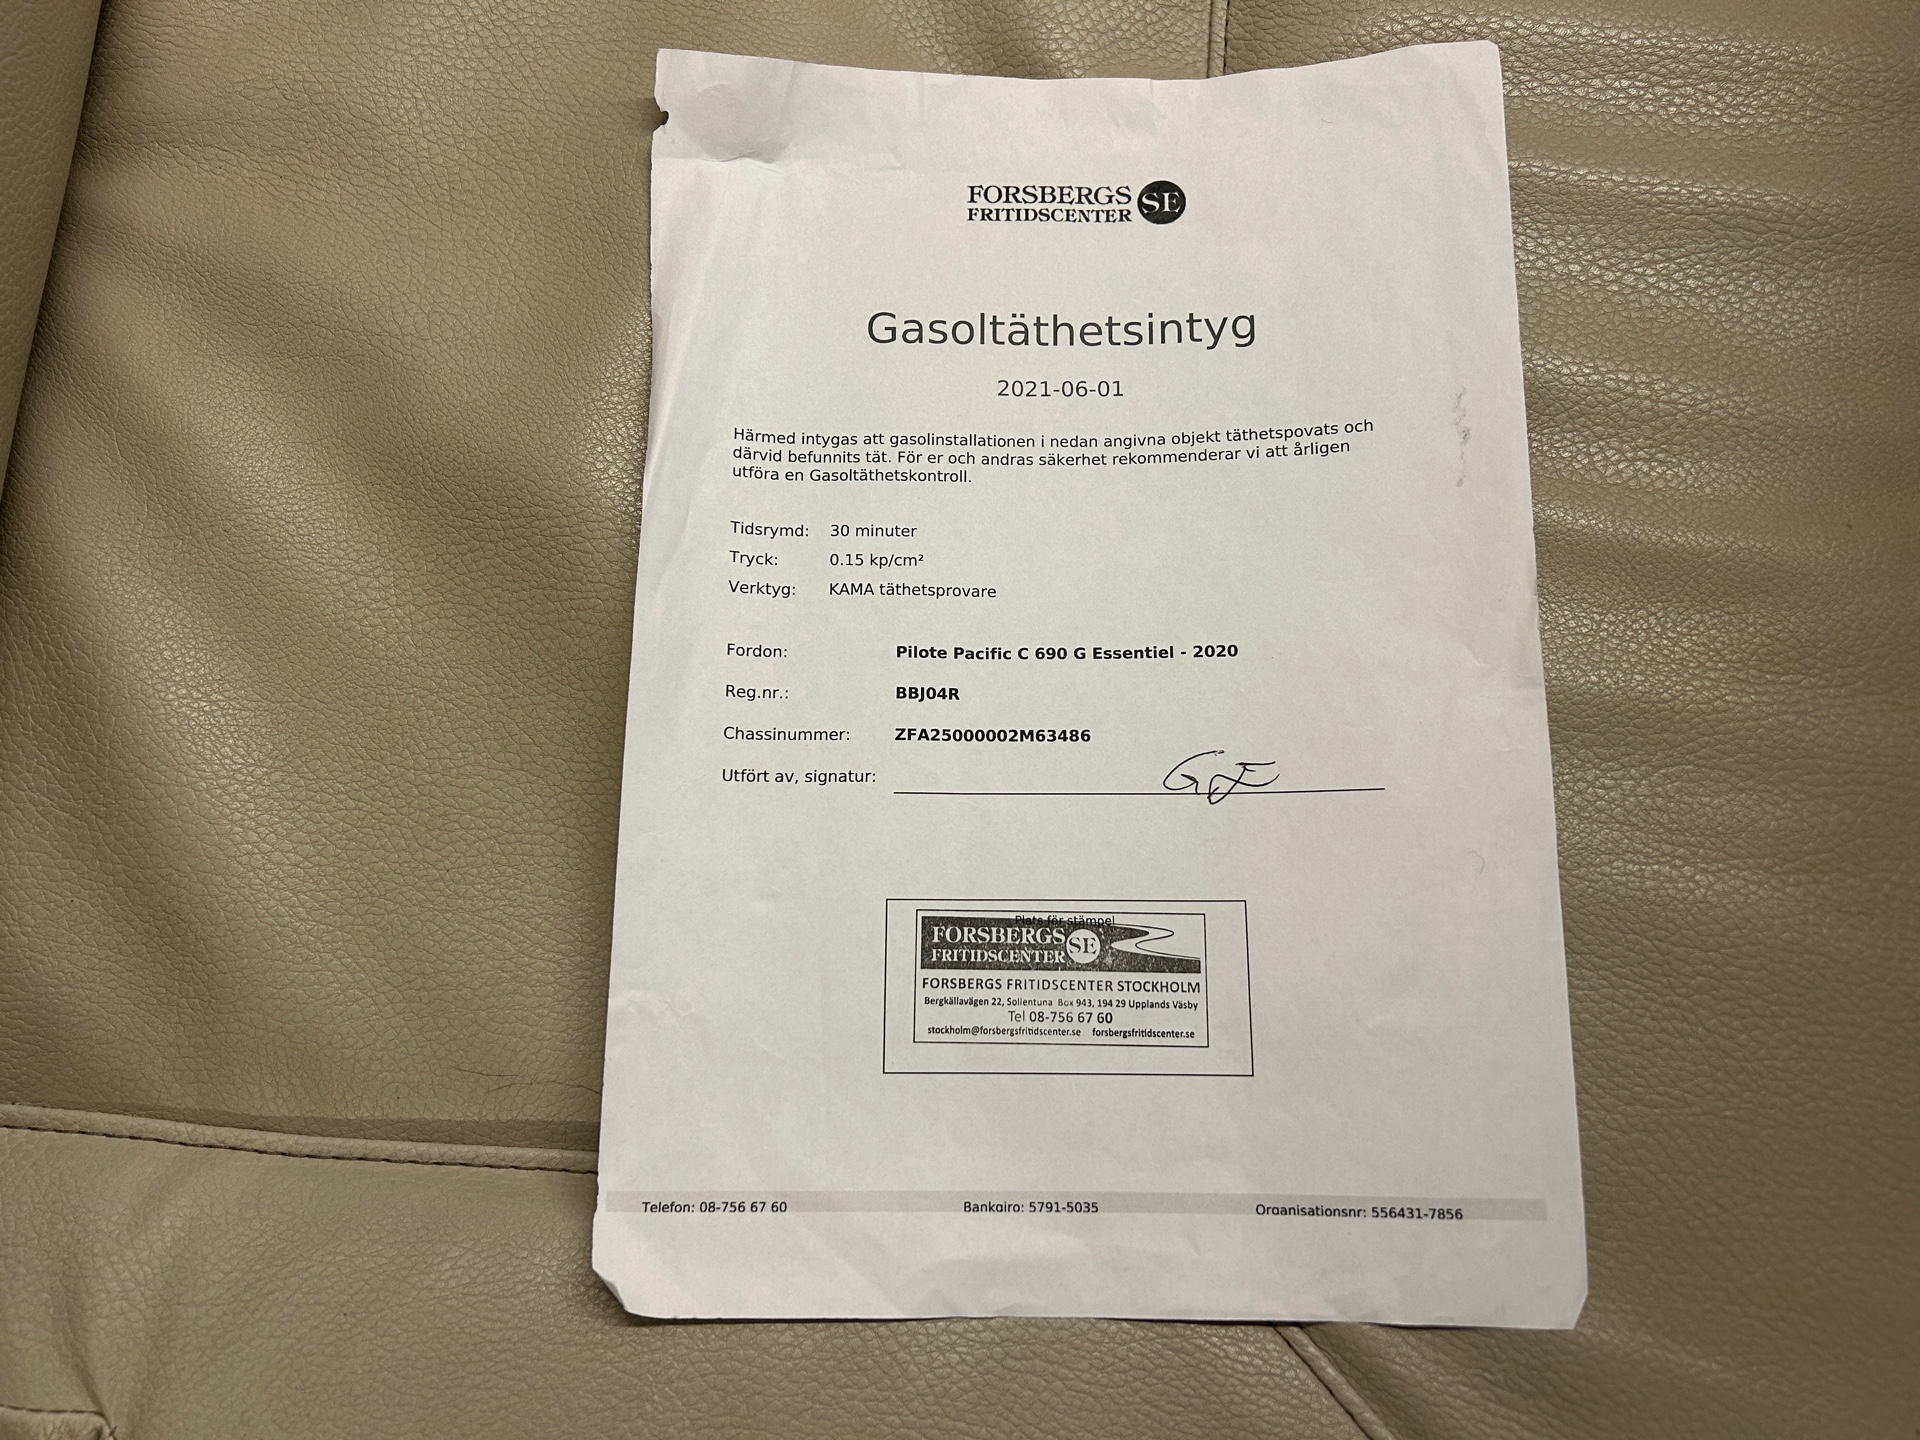 FORSBERGS
FRITIDSCENTER
SE
Gasoltäthetsintyg
2021-06-01
Härmed intygas att gasolinstallationen i nedan angivna objekt täthetspovats och
därvid befunnits tät. För er och andras säkerhet rekommenderar vi att årligen
utföra en Gasoltäthetskontroll.
Tidsrymd: 30 minuter
Tryck: 0.15 kp/cm²
Verktyg: KAMA täthetsprovare
Fordon: Pilote Pacific C 690 G Essentiel - 2020
Reg.nr.: BBJ04R
Chassinummer: ZFA25000002M63486
Utfört av, signatur: GF
Plats för stämpel
FORSBERGS
FRITIDSCENTER
SE
FORSBERGS FRITIDSCENTER STOCKHOLM
Bergkällavägen 22, Sollentuna Box 943, 194 29 Upplands Väsby
Tel 08-756 67 60
stockholm@forsbergsfritidscenter.se forsbergsfritidscenter.se
Telefon: 08-756 67 60 Bankgiro: 5791-5035 Organisationsnr: 556431-7856